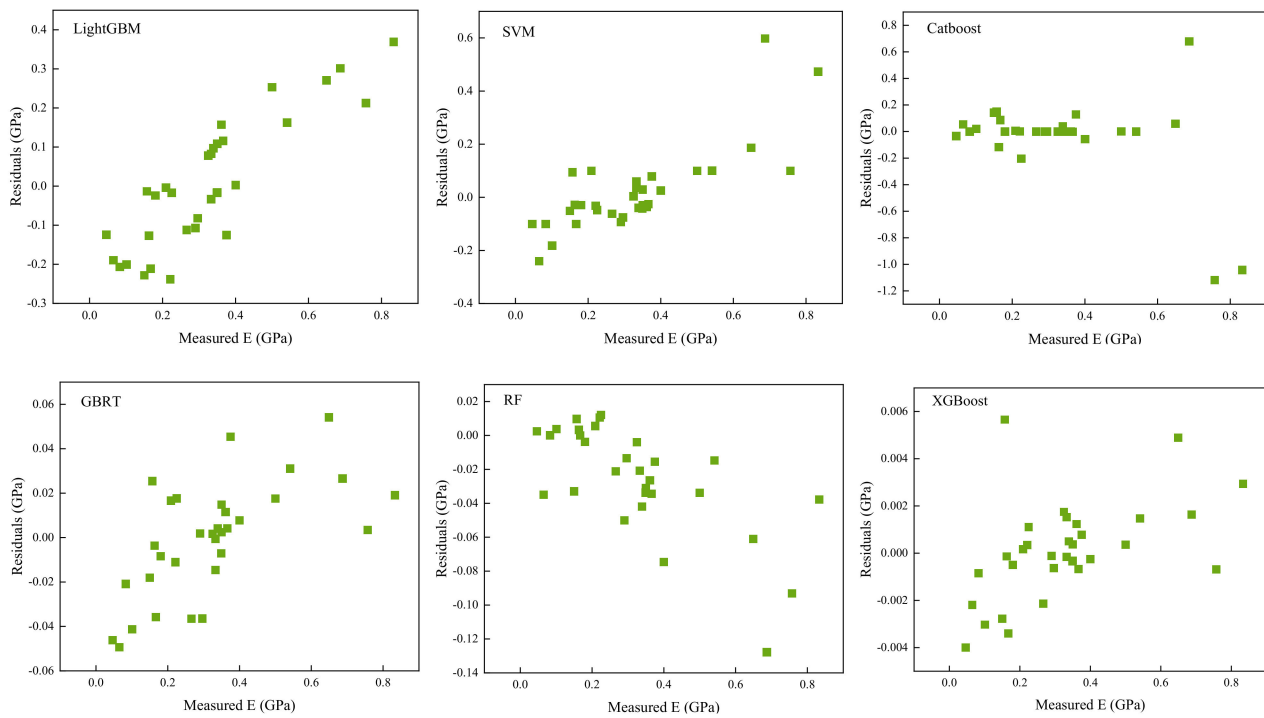 LightGBM
0.4
0.3
0.2
0.1
0.0
-0.1
-0.2
-0.3
Residuals (GPa)
0.0 0.2 0.4 0.6 0.8
Measured E (GPa)
SVM
0.6
0.4
0.2
0.0
-0.2
-0.4
Residuals (GPa)
0.0 0.2 0.4 0.6 0.8
Measured E (GPa)
Catboost
0.8
0.6
0.4
0.2
0.0
-0.2
-0.4
-0.6
-0.8
-1.0
-1.2
Residuals (GPa)
0.0 0.2 0.4 0.6 0.8
Measured E (GPa)
GBRT
0.06
0.04
0.02
0.00
-0.02
-0.04
-0.06
Residuals (GPa)
0.0 0.2 0.4 0.6 0.8
Measured E (GPa)
RF
0.02
0.00
-0.02
-0.04
-0.06
-0.08
-0.10
-0.12
-0.14
Residuals (GPa)
0.0 0.2 0.4 0.6 0.8
Measured E (GPa)
XGBoost
0.006
0.004
0.002
0.000
-0.002
-0.004
Residuals (GPa)
0.0 0.2 0.4 0.6 0.8
Measured E (GPa)